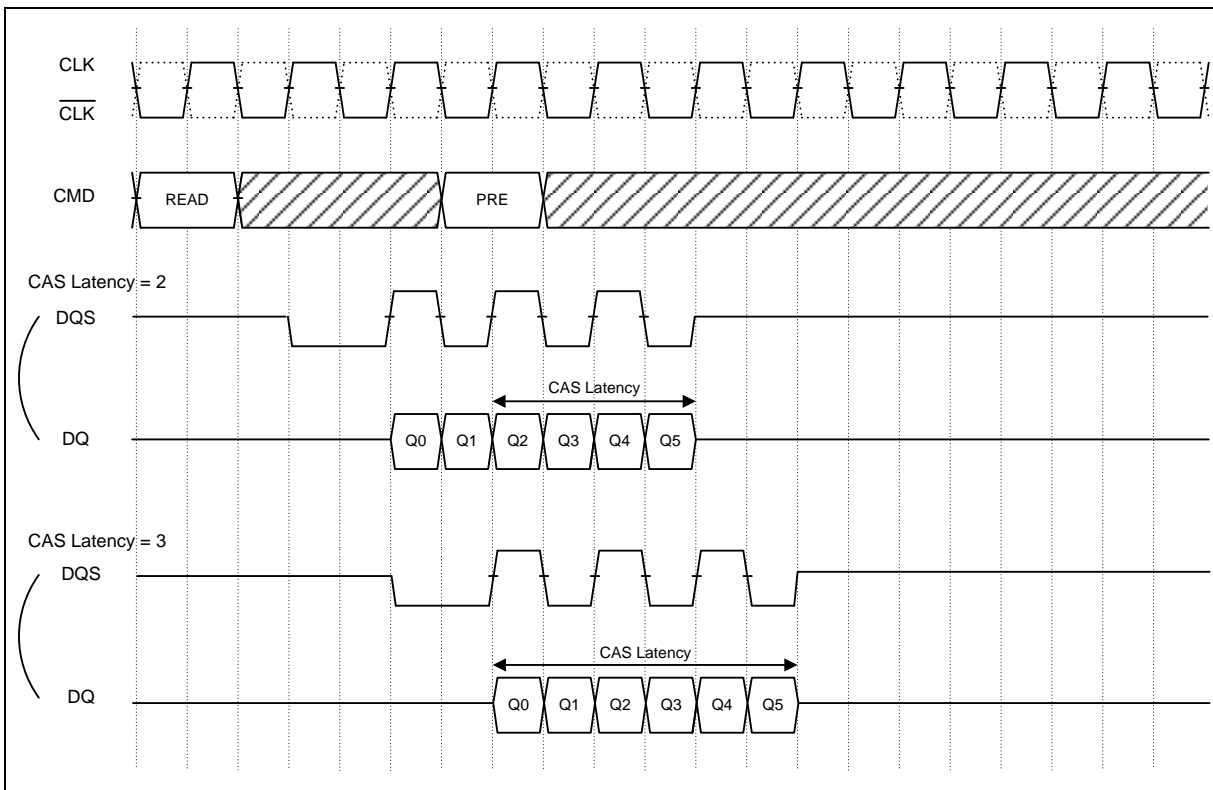 CLK
CLK
CMD
READ
PRE
CAS Latency = 2
DQS
CAS Latency
DQ
Q0 Q1 Q2 Q3 Q4 Q5
CAS Latency = 3
DQS
CAS Latency
DQ
Q0 Q1 Q2 Q3 Q4 Q5